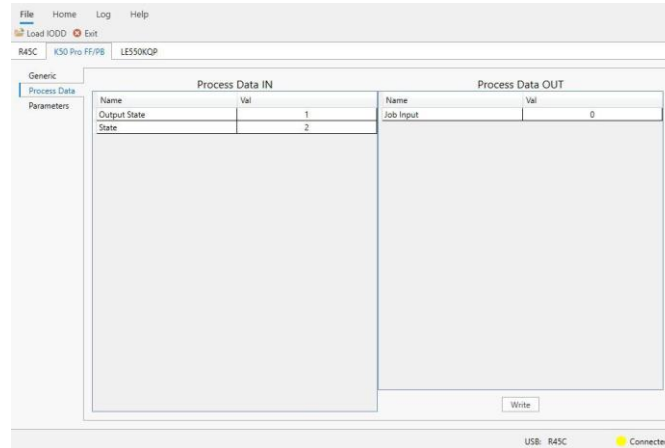 File Home Log Help
Load IODD Exit
R45C K50 Pro FF/PB LE550KQP
Generic
Process Data
Parameters
Process Data IN
Name Val
Output State 1
State 2
Process Data OUT
Name Val
Job Input 0
Write
USB: R45C Connecte